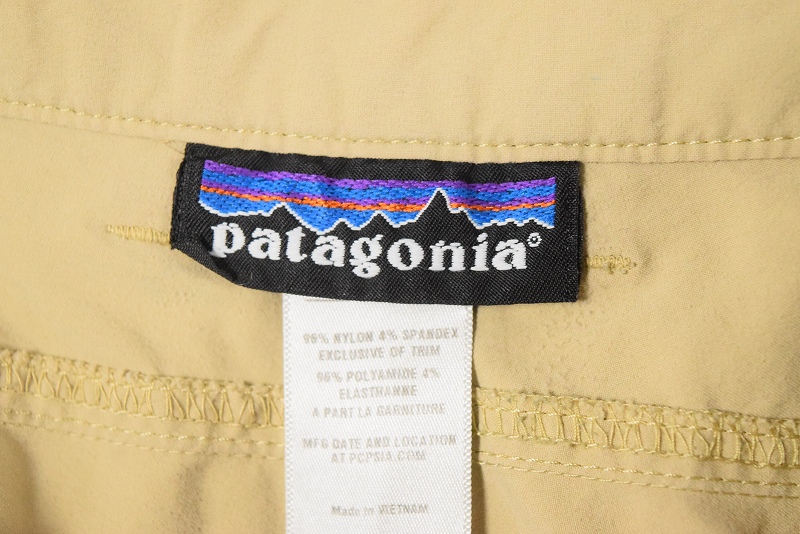 patagonia®
96% NYLON 4% SPANDEX
EXCLUSIVE OF TRIM
96% POLYAMIDE 4%
ELASTHANNE
A PART LA GARNITURE
MFG DATE AND LOCATION
AT PCPSIA.COM
Made in VIETNAM